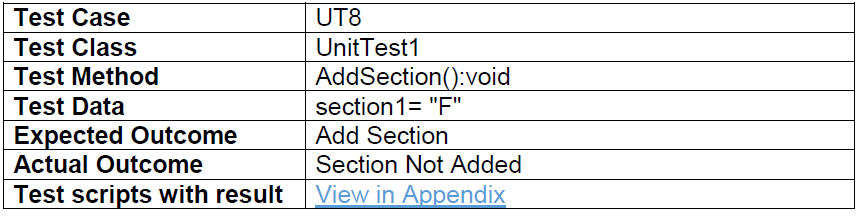 Test Case UT8
Test Class UnitTest1
Test Method AddSection():void
Test Data section1= "F"
Expected Outcome Add Section
Actual Outcome Section Not Added
Test scripts with result View in Appendix